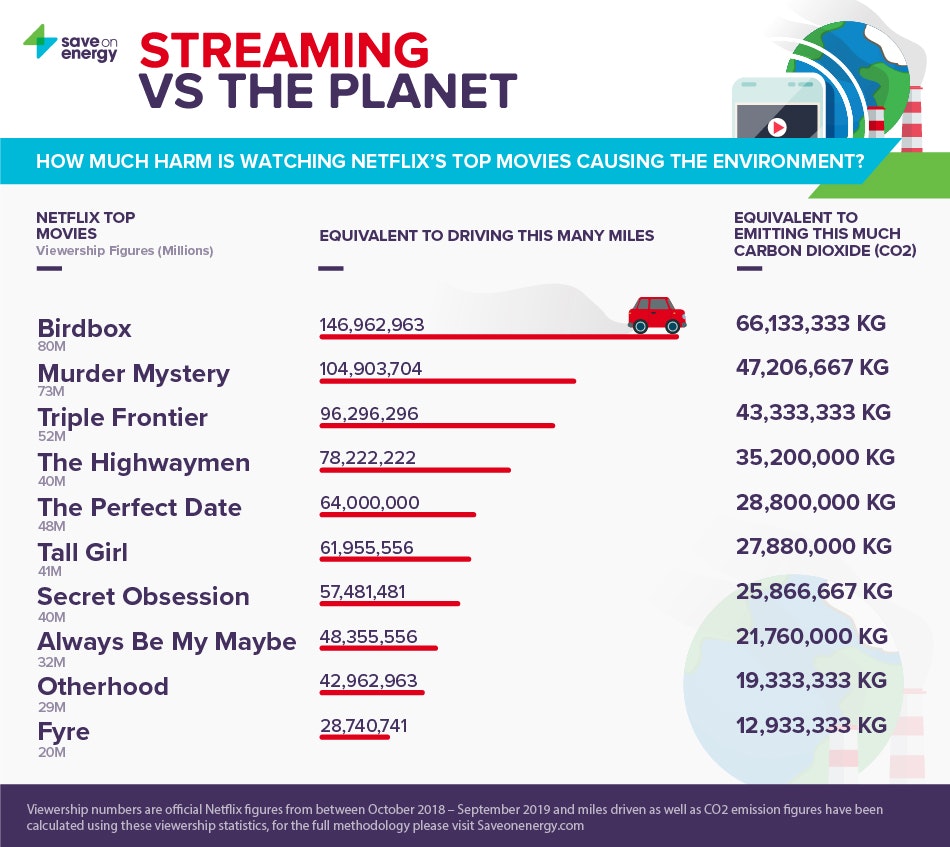 save on
energy
STREAMING
VS THE PLANET
HOW MUCH HARM IS WATCHING NETFLIX'S TOP MOVIES CAUSING THE ENVIRONMENT?
NETFLIX TOP
MOVIES
Viewership Figures (Millions)
EQUIVALENT TO DRIVING THIS MANY MILES
EQUIVALENT TO
EMITTING THIS MUCH
CARBON DIOXIDE (CO2)
Birdbox
80M
146,962,963
66,133,333 KG
Murder Mystery
73M
104,903,704
47,206,667 KG
Triple Frontier
52M
96,296,296
43,333,333 KG
The Highwaymen
40M
78,222,222
35,200,000 KG
The Perfect Date
48M
64,000,000
28,800,000 KG
Tall Girl
41M
61,955,556
27,880,000 KG
Secret Obsession
40M
57,481,481
25,866,667 KG
Always Be My Maybe
32M
48,355,556
21,760,000 KG
Otherhood
29M
42,962,963
19,333,333 KG
Fyre
20M
28,740,741
12,933,333 KG
Viewership numbers are official Netflix figures from between October 2018 – September 2019 and miles driven as well as CO2 emission figures have been
calculated using these viewership statistics, for the full methodology please visit Saveonenergy.com